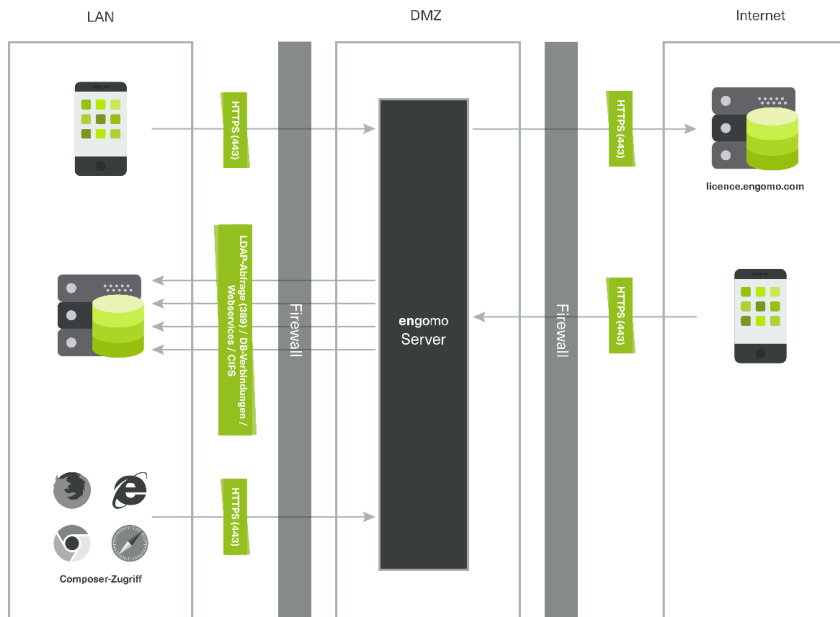 LAN
DMZ
Internet
HTTPS (443)
HTTPS (443)
licence.engomo.com
LDAP-Abfrage (389) / DB-Verbindungen /
Webservices / CIFS
Firewall
engomo
Server
Firewall
HTTPS (443)
HTTPS (443)
Composer-Zugriff